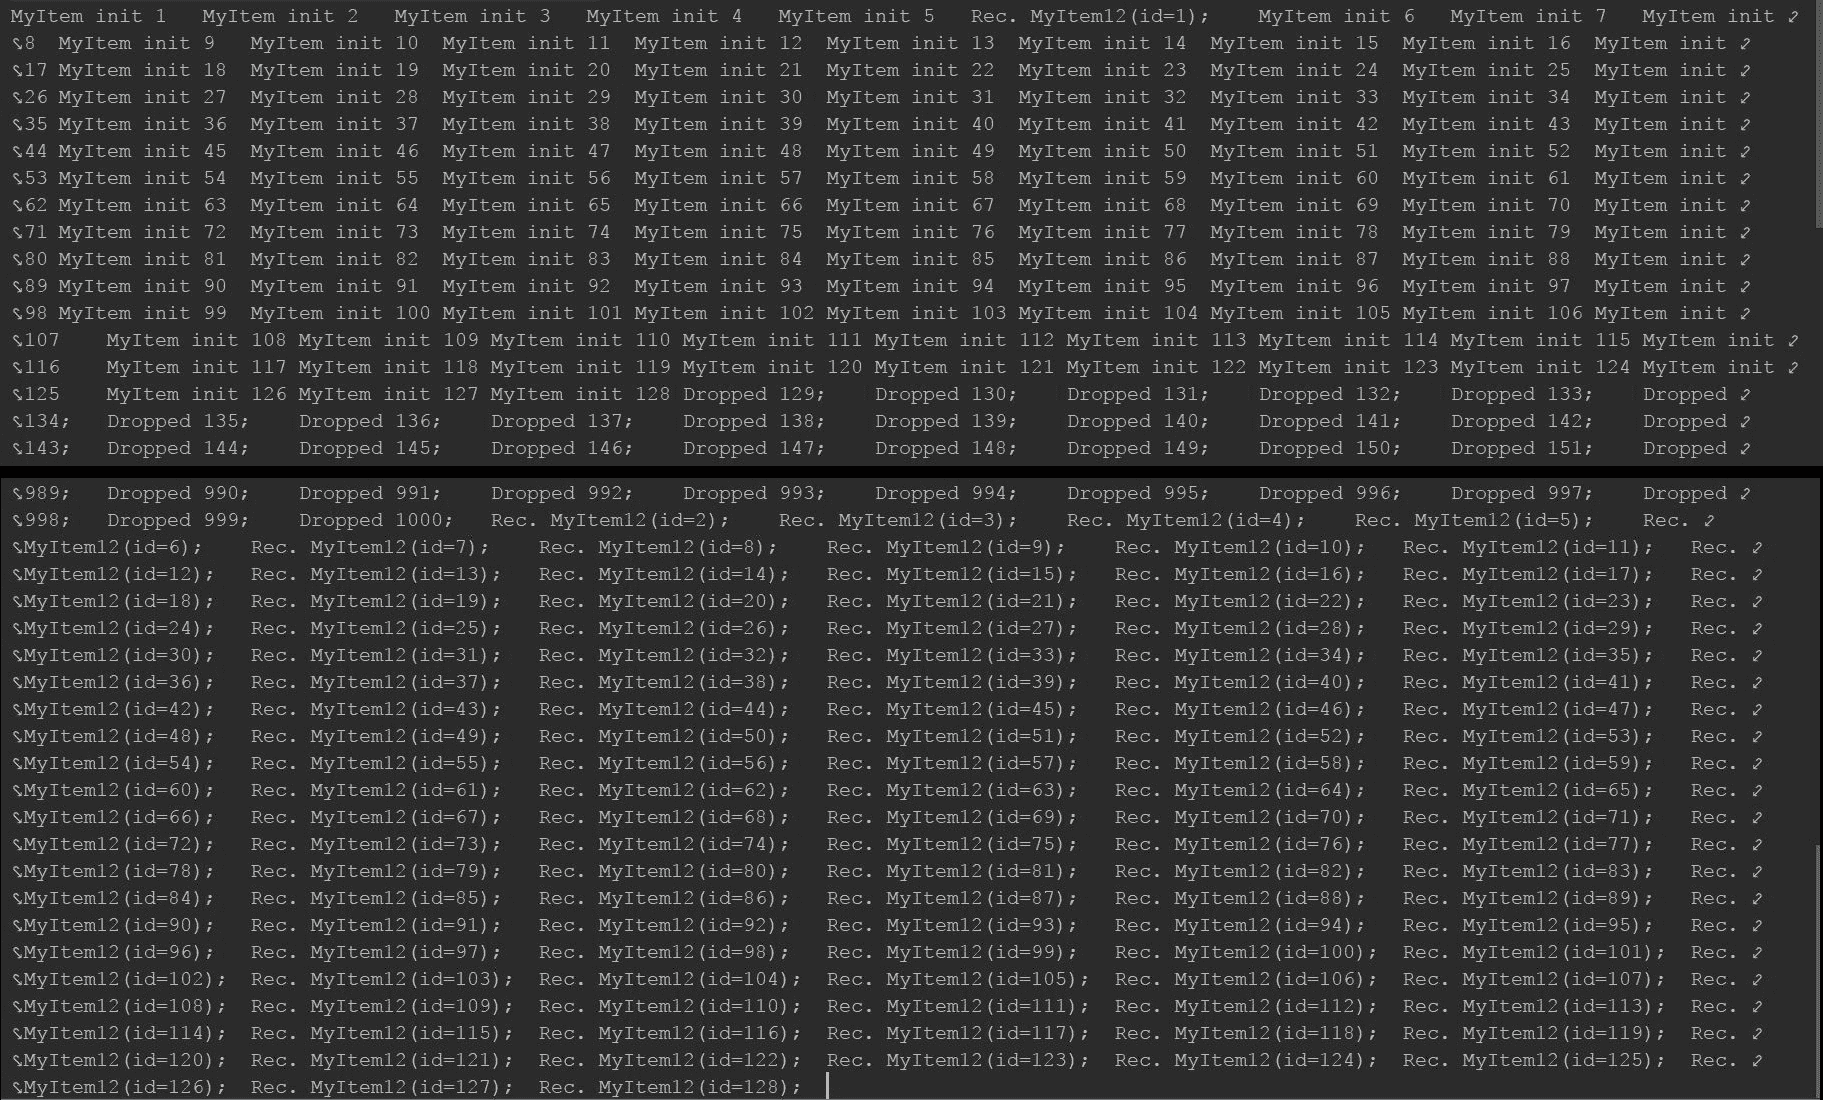 MyItem init 1 MyItem init 2 MyItem init 3 MyItem init 4 MyItem init 5 Rec. MyItem12(id=1); MyItem init 6 MyItem init 7 MyItem init
8 MyItem init 9 MyItem init 10 MyItem init 11 MyItem init 12 MyItem init 13 MyItem init 14 MyItem init 15 MyItem init 16 MyItem init
17 MyItem init 18 MyItem init 19 MyItem init 20 MyItem init 21 MyItem init 22 MyItem init 23 MyItem init 24 MyItem init 25 MyItem init
26 MyItem init 27 MyItem init 28 MyItem init 29 MyItem init 30 MyItem init 31 MyItem init 32 MyItem init 33 MyItem init 34 MyItem init
35 MyItem init 36 MyItem init 37 MyItem init 38 MyItem init 39 MyItem init 40 MyItem init 41 MyItem init 42 MyItem init 43 MyItem init
44 MyItem init 45 MyItem init 46 MyItem init 47 MyItem init 48 MyItem init 49 MyItem init 50 MyItem init 51 MyItem init 52 MyItem init
53 MyItem init 54 MyItem init 55 MyItem init 56 MyItem init 57 MyItem init 58 MyItem init 59 MyItem init 60 MyItem init 61 MyItem init
62 MyItem init 63 MyItem init 64 MyItem init 65 MyItem init 66 MyItem init 67 MyItem init 68 MyItem init 69 MyItem init 70 MyItem init
71 MyItem init 72 MyItem init 73 MyItem init 74 MyItem init 75 MyItem init 76 MyItem init 77 MyItem init 78 MyItem init 79 MyItem init
80 MyItem init 81 MyItem init 82 MyItem init 83 MyItem init 84 MyItem init 85 MyItem init 86 MyItem init 87 MyItem init 88 MyItem init
89 MyItem init 90 MyItem init 91 MyItem init 92 MyItem init 93 MyItem init 94 MyItem init 95 MyItem init 96 MyItem init 97 MyItem init
98 MyItem init 99 MyItem init 100 MyItem init 101 MyItem init 102 MyItem init 103 MyItem init 104 MyItem init 105 MyItem init 106 MyItem init
107 MyItem init 108 MyItem init 109 MyItem init 110 MyItem init 111 MyItem init 112 MyItem init 113 MyItem init 114 MyItem init 115 MyItem init
116 MyItem init 117 MyItem init 118 MyItem init 119 MyItem init 120 MyItem init 121 MyItem init 122 MyItem init 123 MyItem init 124 MyItem init
125 MyItem init 126 MyItem init 127 MyItem init 128 Dropped 129; Dropped 130; Dropped 131; Dropped 132; Dropped 133; Dropped
134; Dropped 135; Dropped 136; Dropped 137; Dropped 138; Dropped 139; Dropped 140; Dropped 141; Dropped 142; Dropped
143; Dropped 144; Dropped 145; Dropped 146; Dropped 147; Dropped 148; Dropped 149; Dropped 150; Dropped 151; Dropped
989; Dropped 990; Dropped 991; Dropped 992; Dropped 993; Dropped 994; Dropped 995; Dropped 996; Dropped 997; Dropped
998; Dropped 999; Dropped 1000; Rec. MyItem12(id=2); Rec. MyItem12(id=3); Rec. MyItem12(id=4); Rec. MyItem12(id=5); Rec.
MyItem12(id=6); Rec. MyItem12(id=7); Rec. MyItem12(id=8); Rec. MyItem12(id=9); Rec. MyItem12(id=10); Rec. MyItem12(id=11); Rec.
MyItem12(id=12); Rec. MyItem12(id=13); Rec. MyItem12(id=14); Rec. MyItem12(id=15); Rec. MyItem12(id=16); Rec. MyItem12(id=17); Rec.
MyItem12(id=18); Rec. MyItem12(id=19); Rec. MyItem12(id=20); Rec. MyItem12(id=21); Rec. MyItem12(id=22); Rec. MyItem12(id=23); Rec.
MyItem12(id=24); Rec. MyItem12(id=25); Rec. MyItem12(id=26); Rec. MyItem12(id=27); Rec. MyItem12(id=28); Rec. MyItem12(id=29); Rec.
MyItem12(id=30); Rec. MyItem12(id=31); Rec. MyItem12(id=32); Rec. MyItem12(id=33); Rec. MyItem12(id=34); Rec. MyItem12(id=35); Rec.
MyItem12(id=36); Rec. MyItem12(id=37); Rec. MyItem12(id=38); Rec. MyItem12(id=39); Rec. MyItem12(id=40); Rec. MyItem12(id=41); Rec.
MyItem12(id=42); Rec. MyItem12(id=43); Rec. MyItem12(id=44); Rec. MyItem12(id=45); Rec. MyItem12(id=46); Rec. MyItem12(id=47); Rec.
MyItem12(id=48); Rec. MyItem12(id=49); Rec. MyItem12(id=50); Rec. MyItem12(id=51); Rec. MyItem12(id=52); Rec. MyItem12(id=53); Rec.
MyItem12(id=54); Rec. MyItem12(id=55); Rec. MyItem12(id=56); Rec. MyItem12(id=57); Rec. MyItem12(id=58); Rec. MyItem12(id=59); Rec.
MyItem12(id=60); Rec. MyItem12(id=61); Rec. MyItem12(id=62); Rec. MyItem12(id=63); Rec. MyItem12(id=64); Rec. MyItem12(id=65); Rec.
MyItem12(id=66); Rec. MyItem12(id=67); Rec. MyItem12(id=68); Rec. MyItem12(id=69); Rec. MyItem12(id=70); Rec. MyItem12(id=71); Rec.
MyItem12(id=72); Rec. MyItem12(id=73); Rec. MyItem12(id=74); Rec. MyItem12(id=75); Rec. MyItem12(id=76); Rec. MyItem12(id=77); Rec.
MyItem12(id=78); Rec. MyItem12(id=79); Rec. MyItem12(id=80); Rec. MyItem12(id=81); Rec. MyItem12(id=82); Rec. MyItem12(id=83); Rec.
MyItem12(id=84); Rec. MyItem12(id=85); Rec. MyItem12(id=86); Rec. MyItem12(id=87); Rec. MyItem12(id=88); Rec. MyItem12(id=89); Rec.
MyItem12(id=90); Rec. MyItem12(id=91); Rec. MyItem12(id=92); Rec. MyItem12(id=93); Rec. MyItem12(id=94); Rec. MyItem12(id=95); Rec.
MyItem12(id=96); Rec. MyItem12(id=97); Rec. MyItem12(id=98); Rec. MyItem12(id=99); Rec. MyItem12(id=100); Rec. MyItem12(id=101); Rec.
MyItem12(id=102); Rec. MyItem12(id=103); Rec. MyItem12(id=104); Rec. MyItem12(id=105); Rec. MyItem12(id=106); Rec. MyItem12(id=107); Rec.
MyItem12(id=108); Rec. MyItem12(id=109); Rec. MyItem12(id=110); Rec. MyItem12(id=111); Rec. MyItem12(id=112); Rec. MyItem12(id=113); Rec.
MyItem12(id=114); Rec. MyItem12(id=115); Rec. MyItem12(id=116); Rec. MyItem12(id=117); Rec. MyItem12(id=118); Rec. MyItem12(id=119); Rec.
MyItem12(id=120); Rec. MyItem12(id=121); Rec. MyItem12(id=122); Rec. MyItem12(id=123); Rec. MyItem12(id=124); Rec. MyItem12(id=125); Rec.
MyItem12(id=126); Rec. MyItem12(id=127); Rec. MyItem12(id=128);